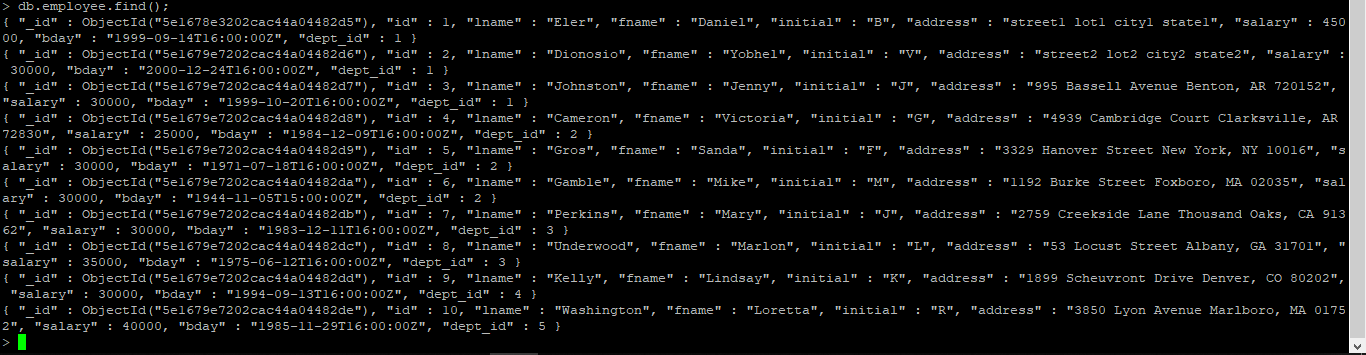 > db.employee.find();
{ "_id" : ObjectId("5e1678e3202cac44a04482d5"), "id" : 1, "lname" : "Eler", "fname" : "Daniel", "initial" : "B", "address" : "street1 lot1 city1 state1", "salary" : 450
00, "bday" : "1999-09-14T16:00:00Z", "dept_id" : 1 }
{ "_id" : ObjectId("5e1679e7202cac44a04482d6"), "id" : 2, "lname" : "Dionosio", "fname" : "Yobhel", "initial" : "V", "address" : "street2 lot2 city2 state2", "salary" :
 30000, "bday" : "2000-12-24T16:00:00Z", "dept_id" : 1 }
{ "_id" : ObjectId("5e1679e7202cac44a04482d7"), "id" : 3, "lname" : "Johnston", "fname" : "Jenny", "initial" : "J", "address" : "995 Bassell Avenue Benton, AR 720152",
"salary" : 30000, "bday" : "1999-10-20T16:00:00Z", "dept_id" : 1 }
{ "_id" : ObjectId("5e1679e7202cac44a04482d8"), "id" : 4, "lname" : "Cameron", "fname" : "Victoria", "initial" : "G", "address" : "4939 Cambridge Court Clarksville, AR
72830", "salary" : 25000, "bday" : "1984-12-09T16:00:00Z", "dept_id" : 2 }
{ "_id" : ObjectId("5e1679e7202cac44a04482d9"), "id" : 5, "lname" : "Gros", "fname" : "Sanda", "initial" : "F", "address" : "3329 Hanover Street New York, NY 10016", "s
alary" : 30000, "bday" : "1971-07-18T16:00:00Z", "dept_id" : 2 }
{ "_id" : ObjectId("5e1679e7202cac44a04482da"), "id" : 6, "lname" : "Gamble", "fname" : "Mike", "initial" : "M", "address" : "1192 Burke Street Foxboro, MA 02035", "sal
ary" : 30000, "bday" : "1944-11-05T15:00:00Z", "dept_id" : 2 }
{ "_id" : ObjectId("5e1679e7202cac44a04482db"), "id" : 7, "lname" : "Perkins", "fname" : "Mary", "initial" : "J", "address" : "2759 Creekside Lane Thousand Oaks, CA 913
62", "salary" : 30000, "bday" : "1983-12-11T16:00:00Z", "dept_id" : 3 }
{ "_id" : ObjectId("5e1679e7202cac44a04482dc"), "id" : 8, "lname" : "Underwood", "fname" : "Marlon", "initial" : "L", "address" : "53 Locust Street Albany, GA 31701", "
salary" : 35000, "bday" : "1975-06-12T16:00:00Z", "dept_id" : 3 }
{ "_id" : ObjectId("5e1679e7202cac44a04482dd"), "id" : 9, "lname" : "Kelly", "fname" : "Lindsay", "initial" : "K", "address" : "1899 Scheuvront Drive Denver, CO 80202",
 "salary" : 30000, "bday" : "1994-09-13T16:00:00Z", "dept_id" : 4 }
{ "_id" : ObjectId("5e1679e7202cac44a04482de"), "id" : 10, "lname" : "Washington", "fname" : "Loretta", "initial" : "R", "address" : "3850 Lyon Avenue Marlboro, MA 0175
2", "salary" : 40000, "bday" : "1985-11-29T16:00:00Z", "dept_id" : 5 }
>